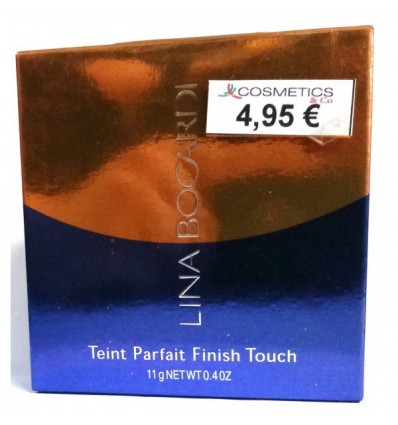 COSMETICS
& Co
4,95 €
LINA BOCARDI
Teint Parfait Finish Touch
11 g NET WT 0.4 OZ